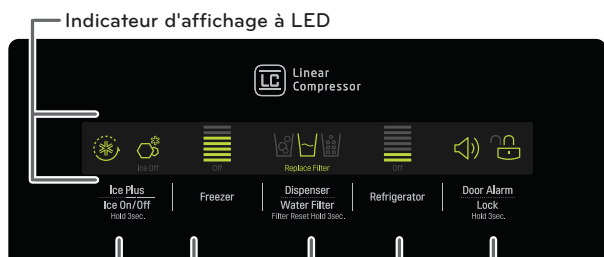 Indicateur d'affichage à LED
LC Linear
Compressor
Ice Off Off Replace Filter Off
Ice Plus
Ice On/Off
Hold 3sec.
Freezer
Dispenser
Water Filter
Filter Reset Hold 3sec.
Refrigerator
Door Alarm
Lock
Hold 3sec.